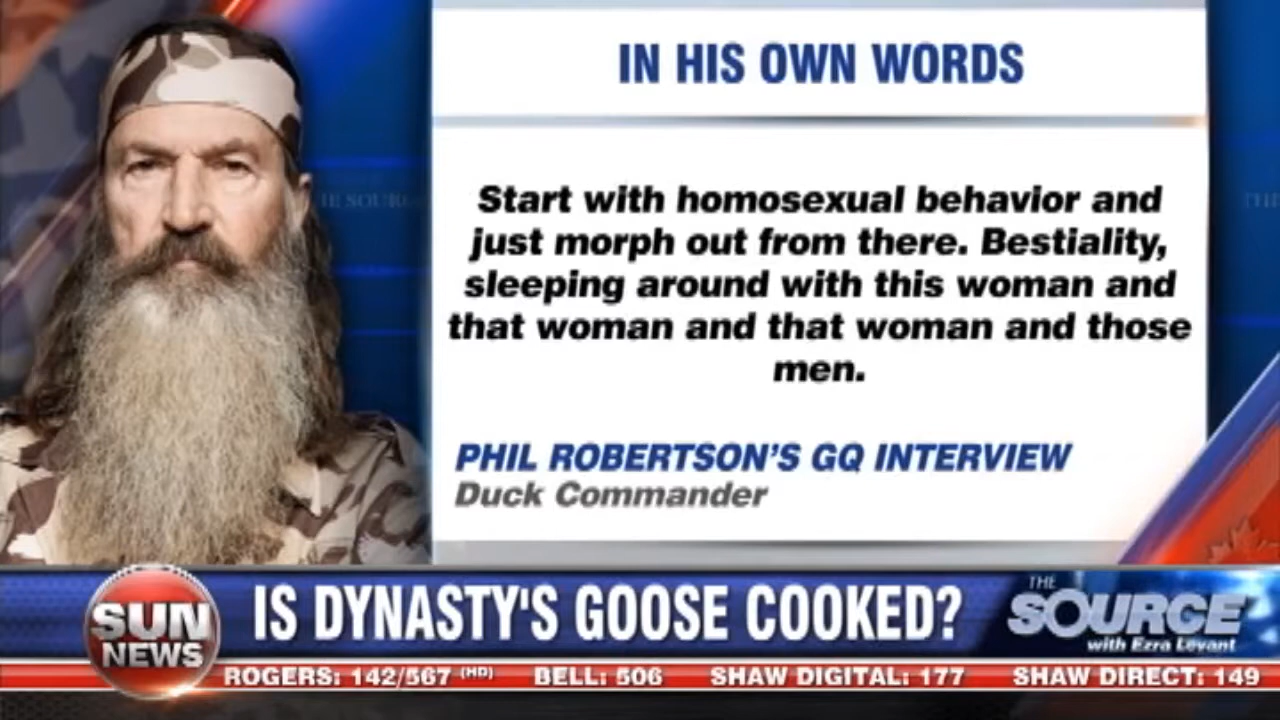 IN HIS OWN WORDS
Start with homosexual behavior and
just morph out from there. Bestiality,
sleeping around with this woman and
that woman and that woman and those
men.
PHIL ROBERTSON'S GQ INTERVIEW
Duck Commander
SUN
NEWS
IS DYNASTY'S GOOSE COOKED?
THE
SOURCE
with Ezra Levant
ROGERS: 142/567 (HD) BELL: 506 SHAW DIGITAL: 177 SHAW DIRECT: 149